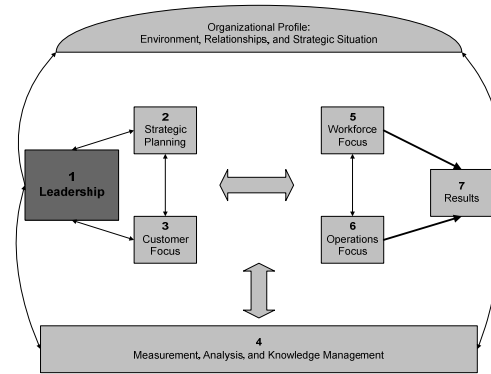 Organizational Profile:
Environment, Relationships, and Strategic Situation
2
Strategic
Planning
5
Workforce
Focus
1
Leadership
7
Results
3
Customer
Focus
6
Operations
Focus
4
Measurement, Analysis, and Knowledge Management